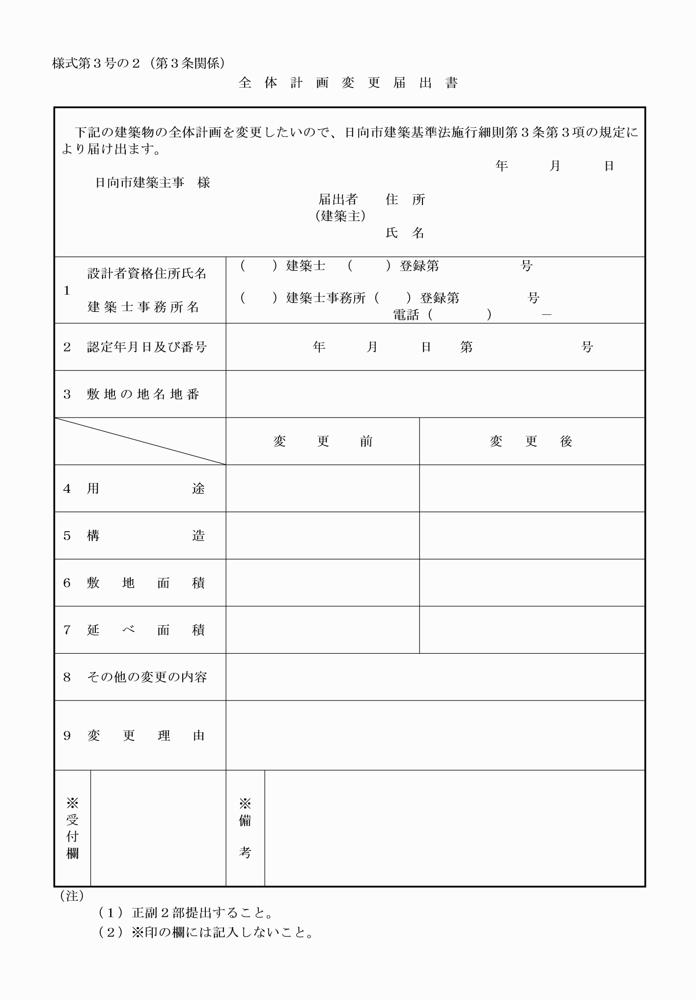 様式第３号の２（第３条関係）
全　体　計　画　変　更　届　出　書
下記の建築物の全体計画を変更したいので、日向市建築基準法施行細則第３条第３項の規定に
より届け出ます。
年　　　月　　　日
日向市建築主事　様
届出者　　住　所
（建築主）
氏　名
1
設計者資格住所氏名
建築士事務所名
（　　）建築士　（　　）登録第　　　　　　号
（　　）建築士事務所（　　）登録第　　　　　号
電話（　　　　）　　　－
2　認定年月日及び番号
年　　　月　　　日　　第　　　　　　　　号
3　敷地の地名地番
変　更　前
変　更　後
4　用　　　　　　　途
5　構　　　　　　　造
6　敷　地　面　積
7　延　べ　面　積
8　その他の変更の内容
9　変　更　理　由
※受付欄
※備　考
（注）
（１）正副２部提出すること。
（２）※印の欄には記入しないこと。